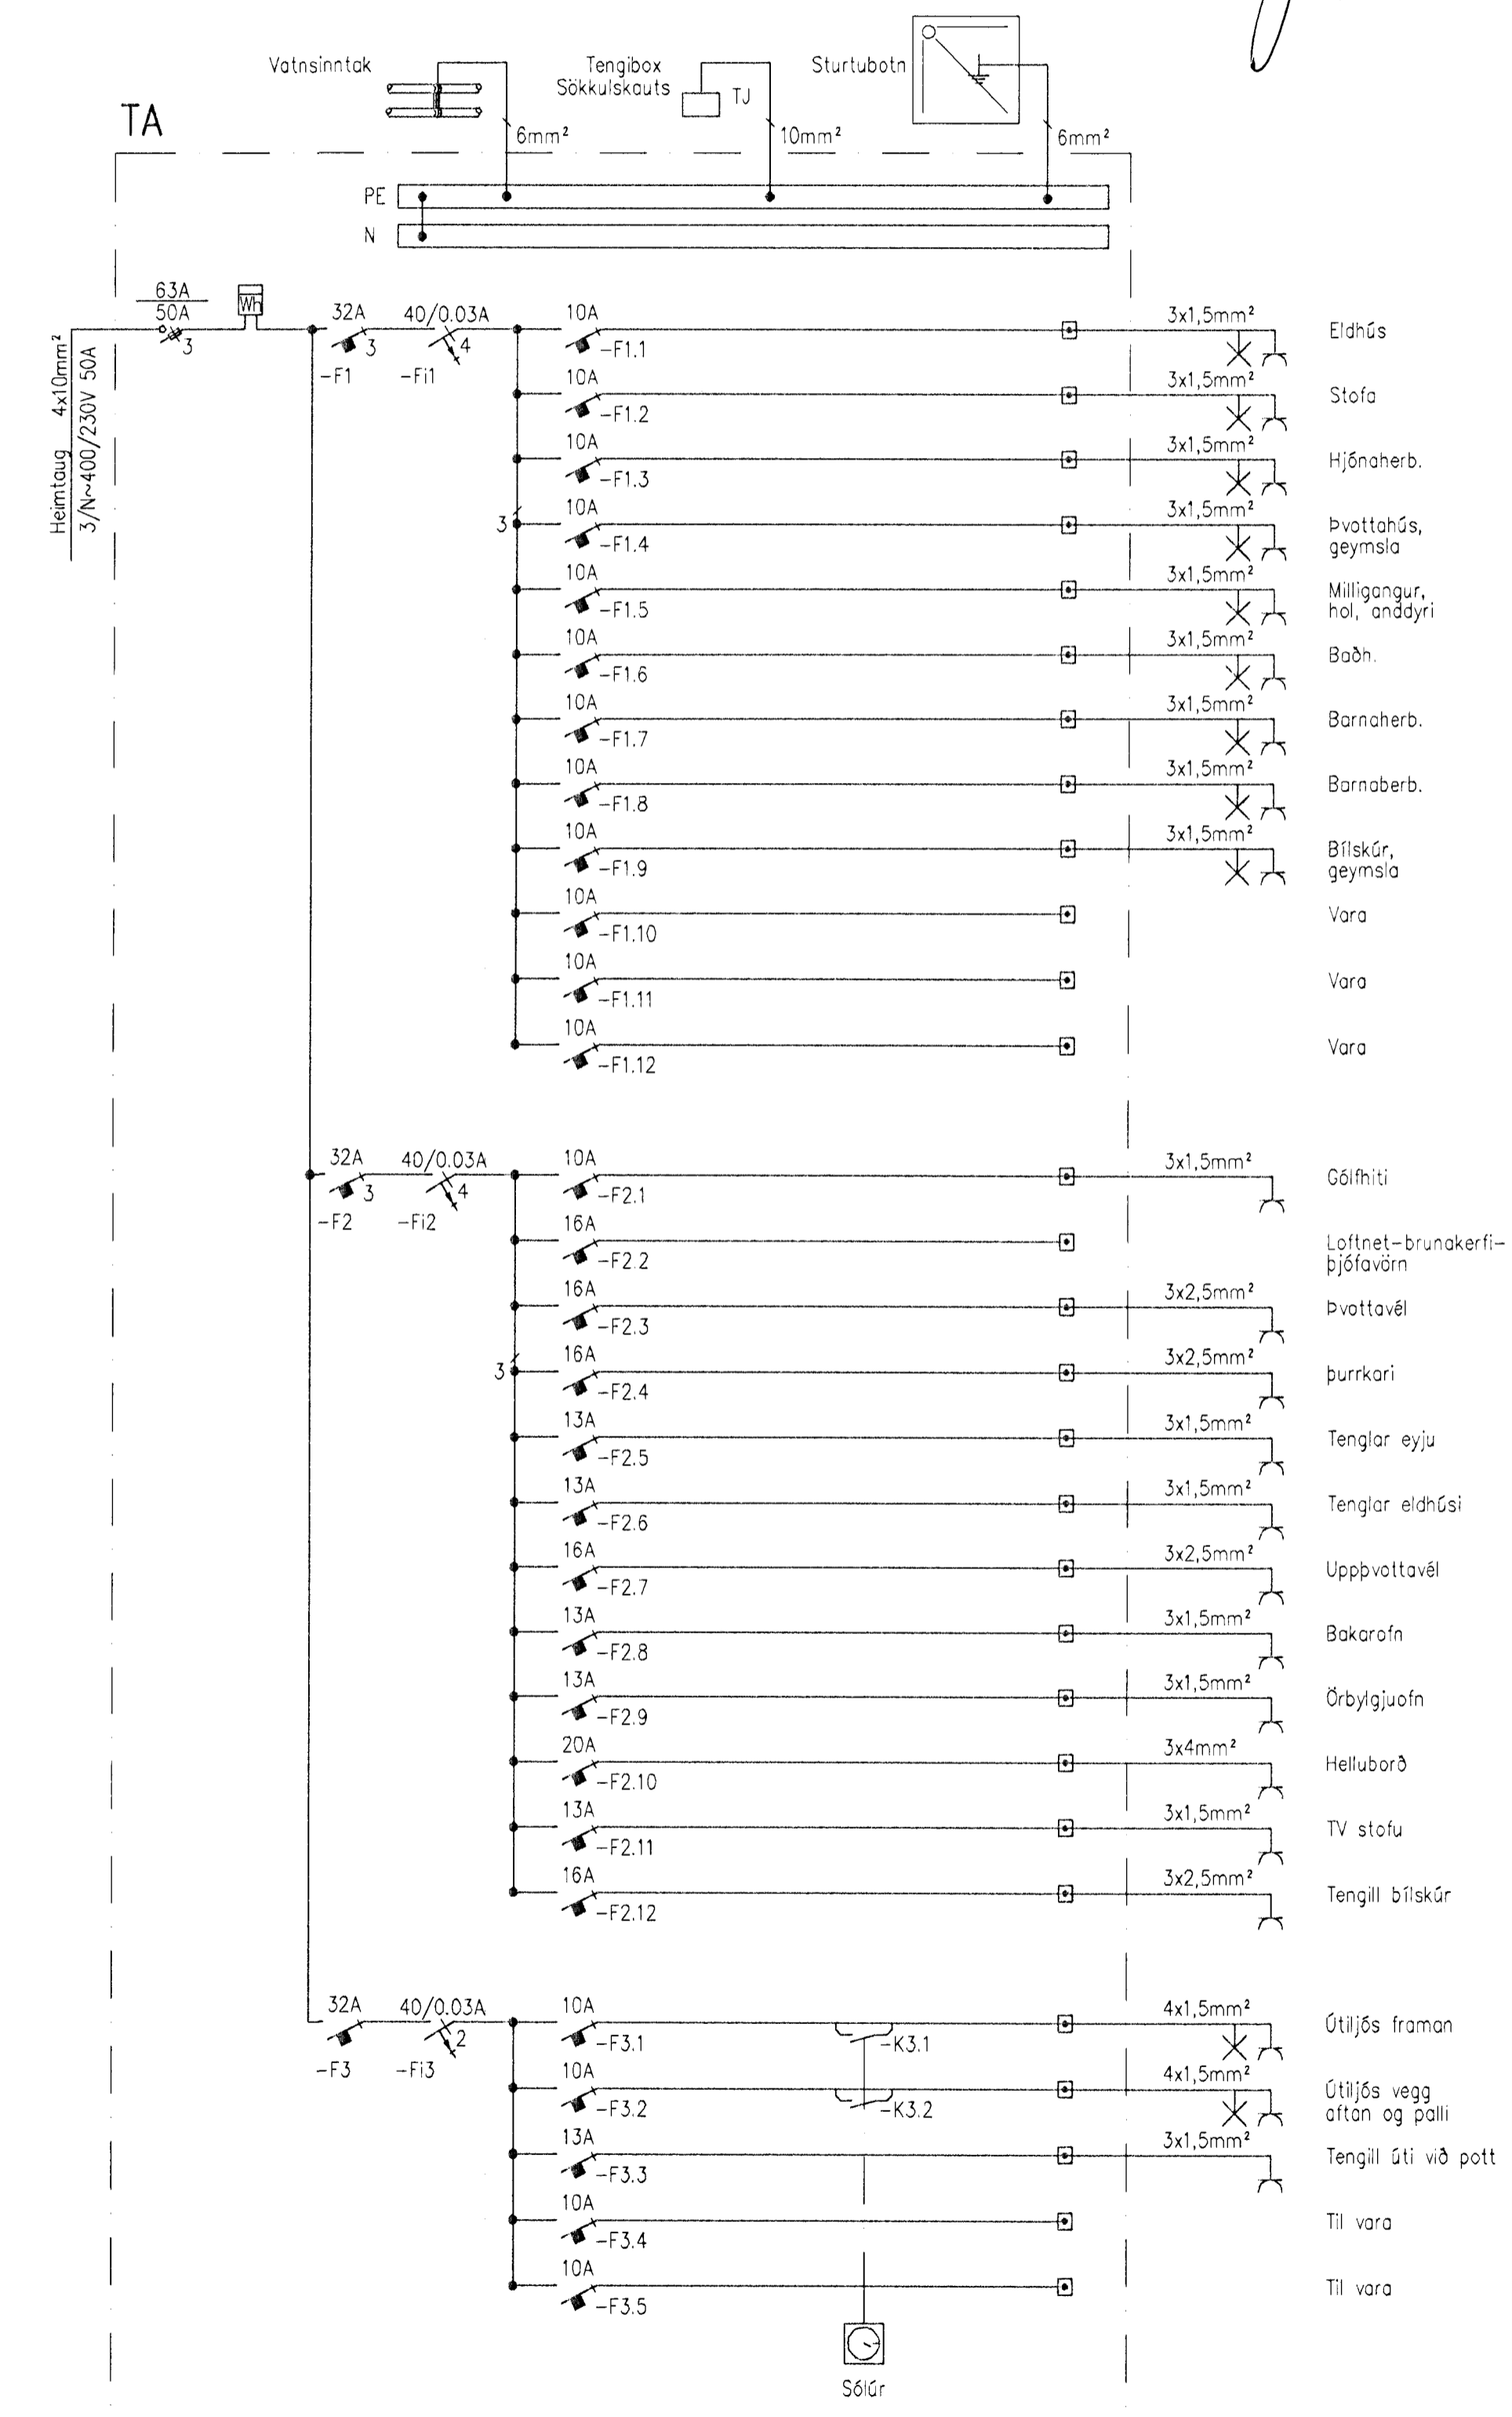 Vatnsinntak
Tengibox
Sökkulskauts
TJ
Sturtubotn
TA
6mm²
10mm²
6mm²
PE
N
Heimtaug 4x10mm²
3/N~400/230V 50A
63A
50A
3
Wh
32A
3
-F1
40/0.03A
4
-Fi1
3
10A
-F1.1
3x1,5mm²
Eldhús
10A
-F1.2
3x1,5mm²
Stofa
10A
-F1.3
3x1,5mm²
Hjónaherb.
10A
-F1.4
3x1,5mm²
Þvottahús,
geymsla
10A
-F1.5
3x1,5mm²
Milligangur,
hol, anddyri
10A
-F1.6
3x1,5mm²
Baðh.
10A
-F1.7
3x1,5mm²
Barnaherb.
10A
-F1.8
3x1,5mm²
Barnaberb.
10A
-F1.9
3x1,5mm²
Bílskúr,
geymsla
10A
-F1.10
Vara
10A
-F1.11
Vara
10A
-F1.12
Vara
32A
3
-F2
40/0.03A
4
-Fi2
3
10A
-F2.1
3x1,5mm²
Gólfhiti
16A
-F2.2
Loftnet-brunakerfi-
þjófavörn
16A
-F2.3
3x2,5mm²
Þvottavél
16A
-F2.4
3x2,5mm²
þurrkari
13A
-F2.5
3x1,5mm²
Tenglar eyju
13A
-F2.6
3x1,5mm²
Tenglar eldhúsi
16A
-F2.7
3x2,5mm²
Uppþvottavél
13A
-F2.8
3x1,5mm²
Bakarofn
13A
-F2.9
3x1,5mm²
Örbylgjuofn
20A
-F2.10
3x4mm²
Helluborð
13A
-F2.11
3x1,5mm²
TV stofu
16A
-F2.12
3x2,5mm²
Tengill bílskúr
32A
-F3
40/0.03A
2
-Fi3
10A
-F3.1
-K3.1
4x1,5mm²
Útiljós framan
10A
-F3.2
-K3.2
4x1,5mm²
Útiljós vegg
aftan og palli
13A
-F3.3
3x1,5mm²
Tengill úti við pott
10A
-F3.4
Til vara
10A
-F3.5
Til vara
Sólúr